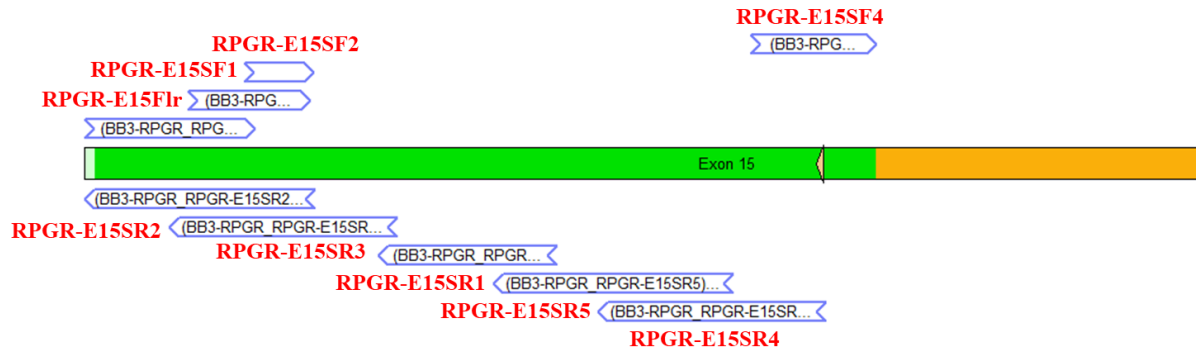 RPGR-E15SF4
(BB3-RPG...
RPGR-E15SF2
RPGR-E15SF1
RPGR-E15Flr
(BB3-RPG...
(BB3-RPGR_RPG...
Exon 15
(BB3-RPGR_RPGR-E15SR2...
RPGR-E15SR2
(BB3-RPGR_RPGR-E15SR...
RPGR-E15SR3
(BB3-RPGR_RPGR...
RPGR-E15SR1
(BB3-RPGR_RPGR-E15SR5)...
RPGR-E15SR5
(BB3-RPGR_RPGR-E15SR...
RPGR-E15SR4